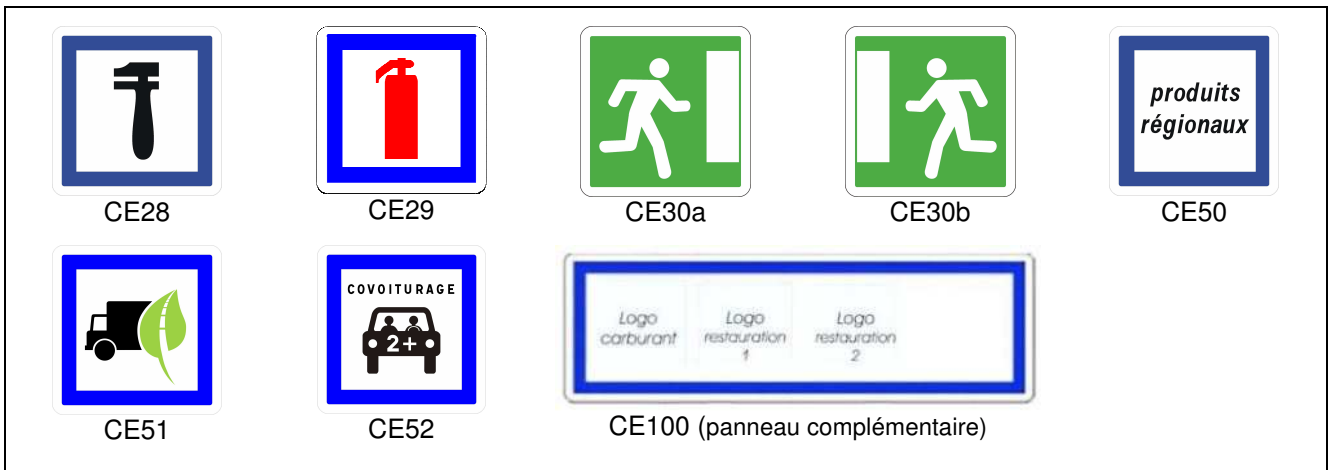 produits
régionaux
CE28
CE29
CE30a
CE30b
CE50
COVOITURAGE
2+
Logo
carburant
Logo
restauration
1
Logo
restauration
2
CE51
CE52
CE100 (panneau complémentaire)